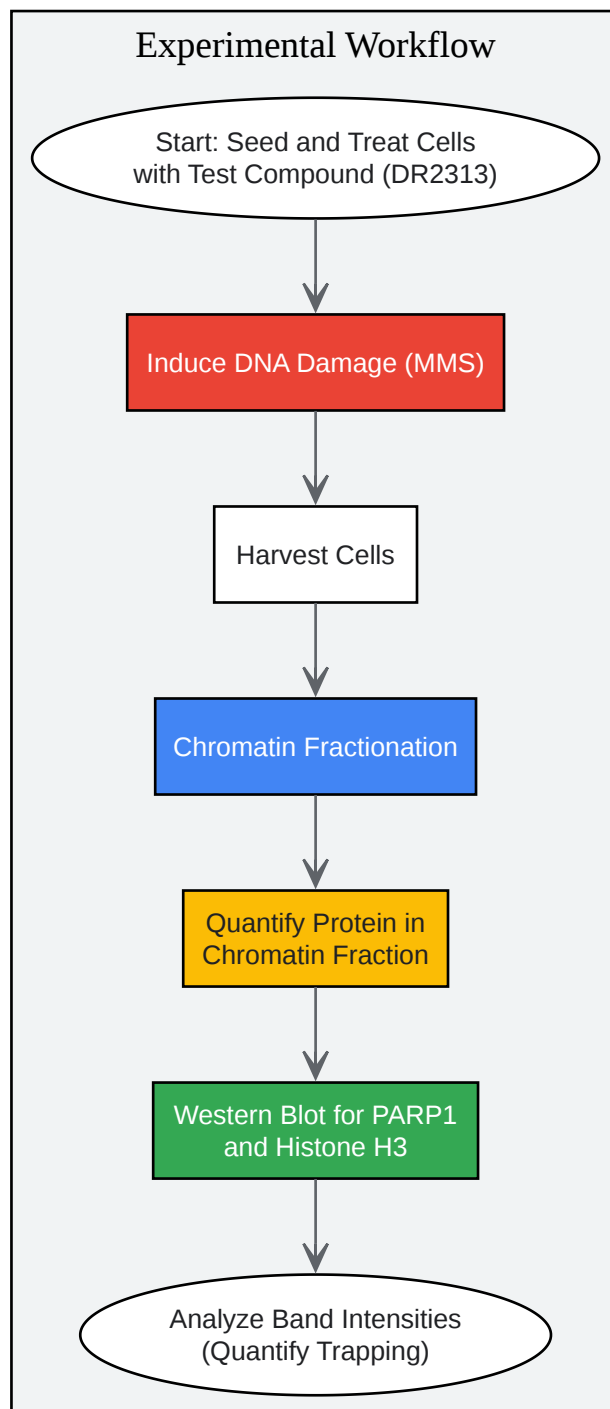 Experimental Workflow
Start: Seed and Treat Cells
with Test Compound (DR2313)
Induce DNA Damage (MMS)
Harvest Cells
Chromatin Fractionation
Quantify Protein in
Chromatin Fraction
Western Blot for PARP1
and Histone H3
Analyze Band Intensities
(Quantify Trapping)